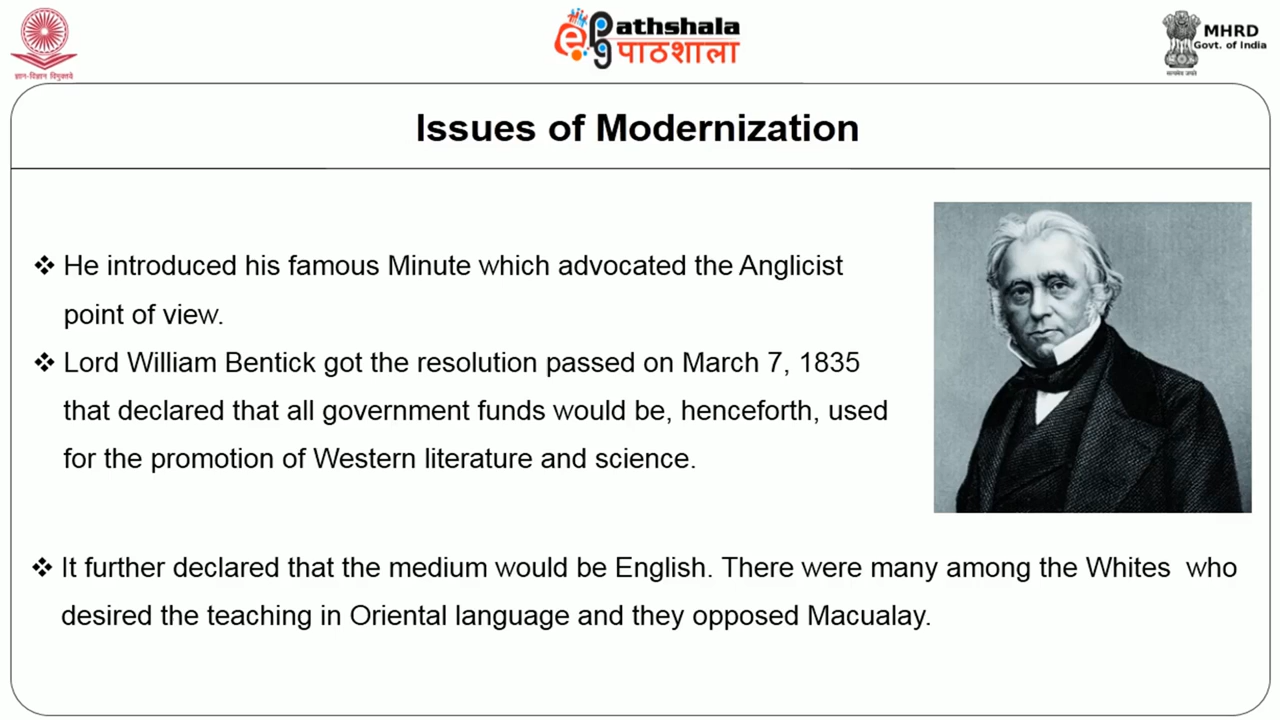 ज्ञान-विज्ञान विमुक्तये
ePathshala
पाठशाला
MHRD
Govt. of India
सत्यमेव जयते
Issues of Modernization
❖ He introduced his famous Minute which advocated the Anglicist
point of view.
❖ Lord William Bentick got the resolution passed on March 7, 1835
that declared that all government funds would be, henceforth, used
for the promotion of Western literature and science.
❖ It further declared that the medium would be English. There were many among the Whites who
desired the teaching in Oriental language and they opposed Macualay.